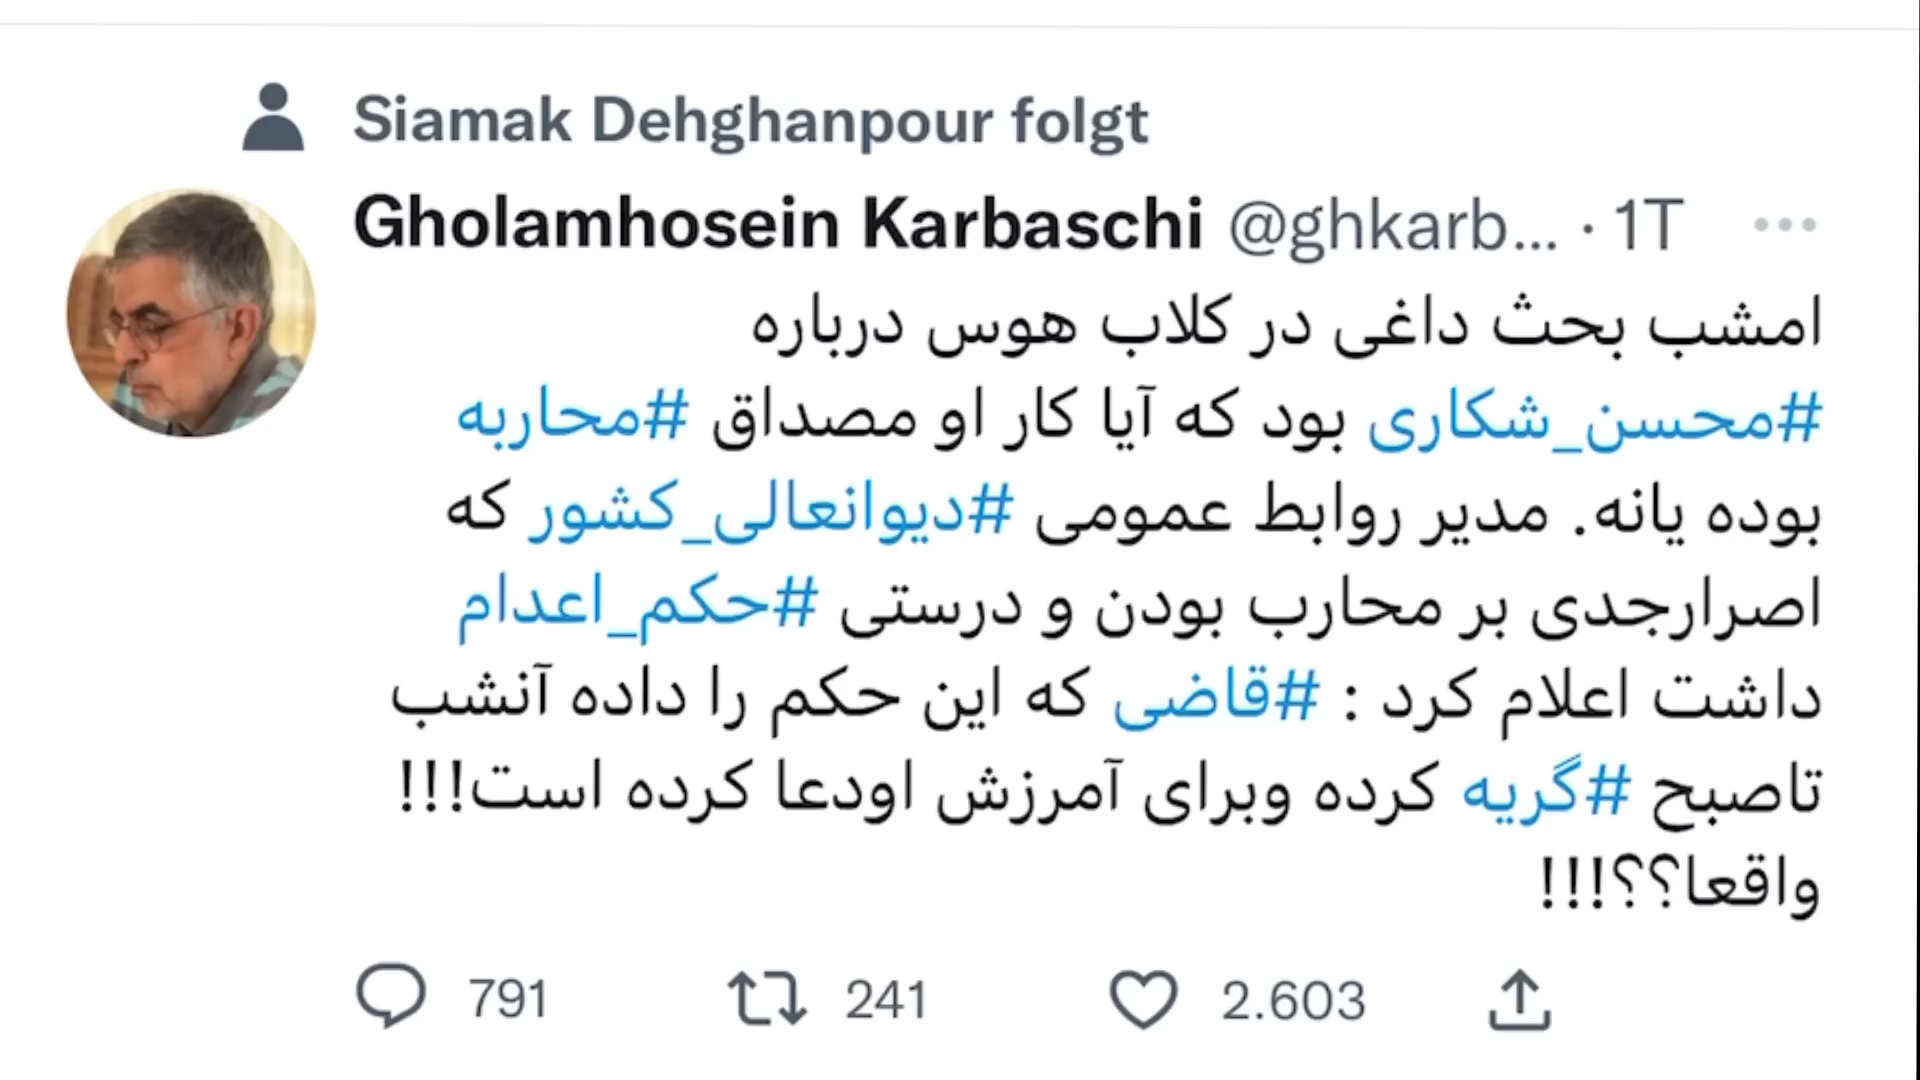 Siamak Dehghanpour folgt
Gholamhosein Karbaschi @ghkarb... · 1T
امشب بحث داغی در کلاب هوس درباره
#محسن_شکاری بود که آیا کار او مصداق #محاربه
بوده یانه. مدیر روابط عمومی #دیوانعالی_کشور که
اصرارجدی بر محارب بودن و درستی #حکم_اعدام
داشت اعلام کرد : #قاضی که این حکم را داده آنشب
تاصبح #گریه کرده وبرای آمرزش اودعا کرده است!!!
واقعا؟؟!!!
791 241 2.603